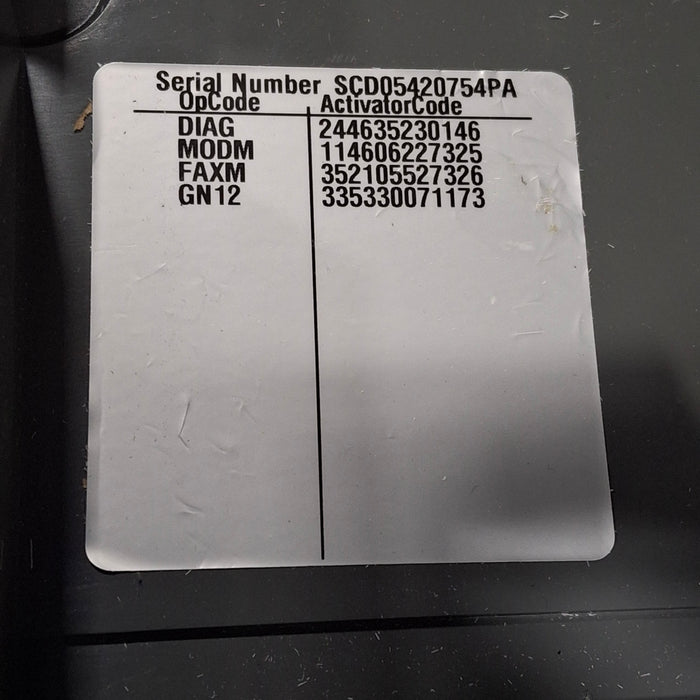 Serial Number SCD05420754PA
OpCode ActivatorCode
DIAG 244635230146
MODM 114606227325
FAXM 352105527326
GN12 335330071173